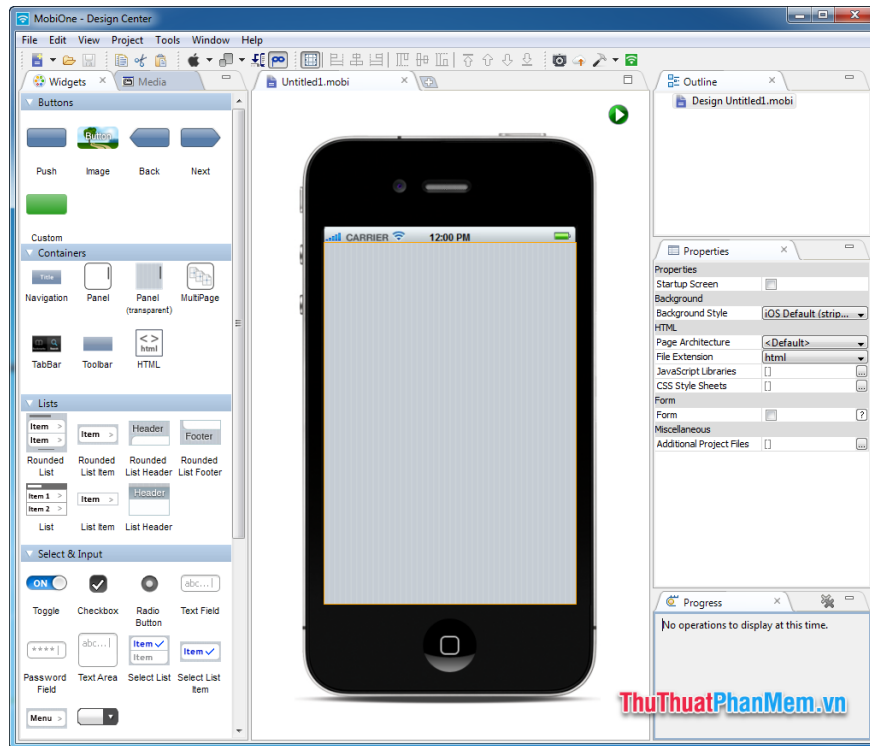 MobiOne - Design Center
File Edit View Project Tools Window Help
Widgets
Media
Untitled1.mobi
Buttons
Button
Push Image Back Next
Custom
Containers
Title
Navigation Panel Panel MultiPage
(transparent)
< >
html
TabBar Toolbar HTML
Lists
Item >
Item >
Item >
Header
Footer
Rounded Rounded Rounded Rounded
List List Item List Header List Footer
Item 1 >
Item 2 >
Item >
Header
List List Item List Header
Select & Input
ON
abc...|
Toggle Checkbox Radio Text Field
Button
****|
abc...|
Item ✓
Item
Item ✓
Password Text Area Select List Select List
Field Item
Menu >
CARRIER 12:00 PM
Outline
Design Untitled1.mobi
Properties
Properties
Startup Screen
Background
Background Style iOS Default (strip...
HTML
Page Architecture <Default>
File Extension html
JavaScript Libraries [] ...
CSS Style Sheets [] ...
Form
Form ?
Miscellaneous
Additional Project Files [] ...
Progress
No operations to display at this time.
ThuThuatPhanMem.vn